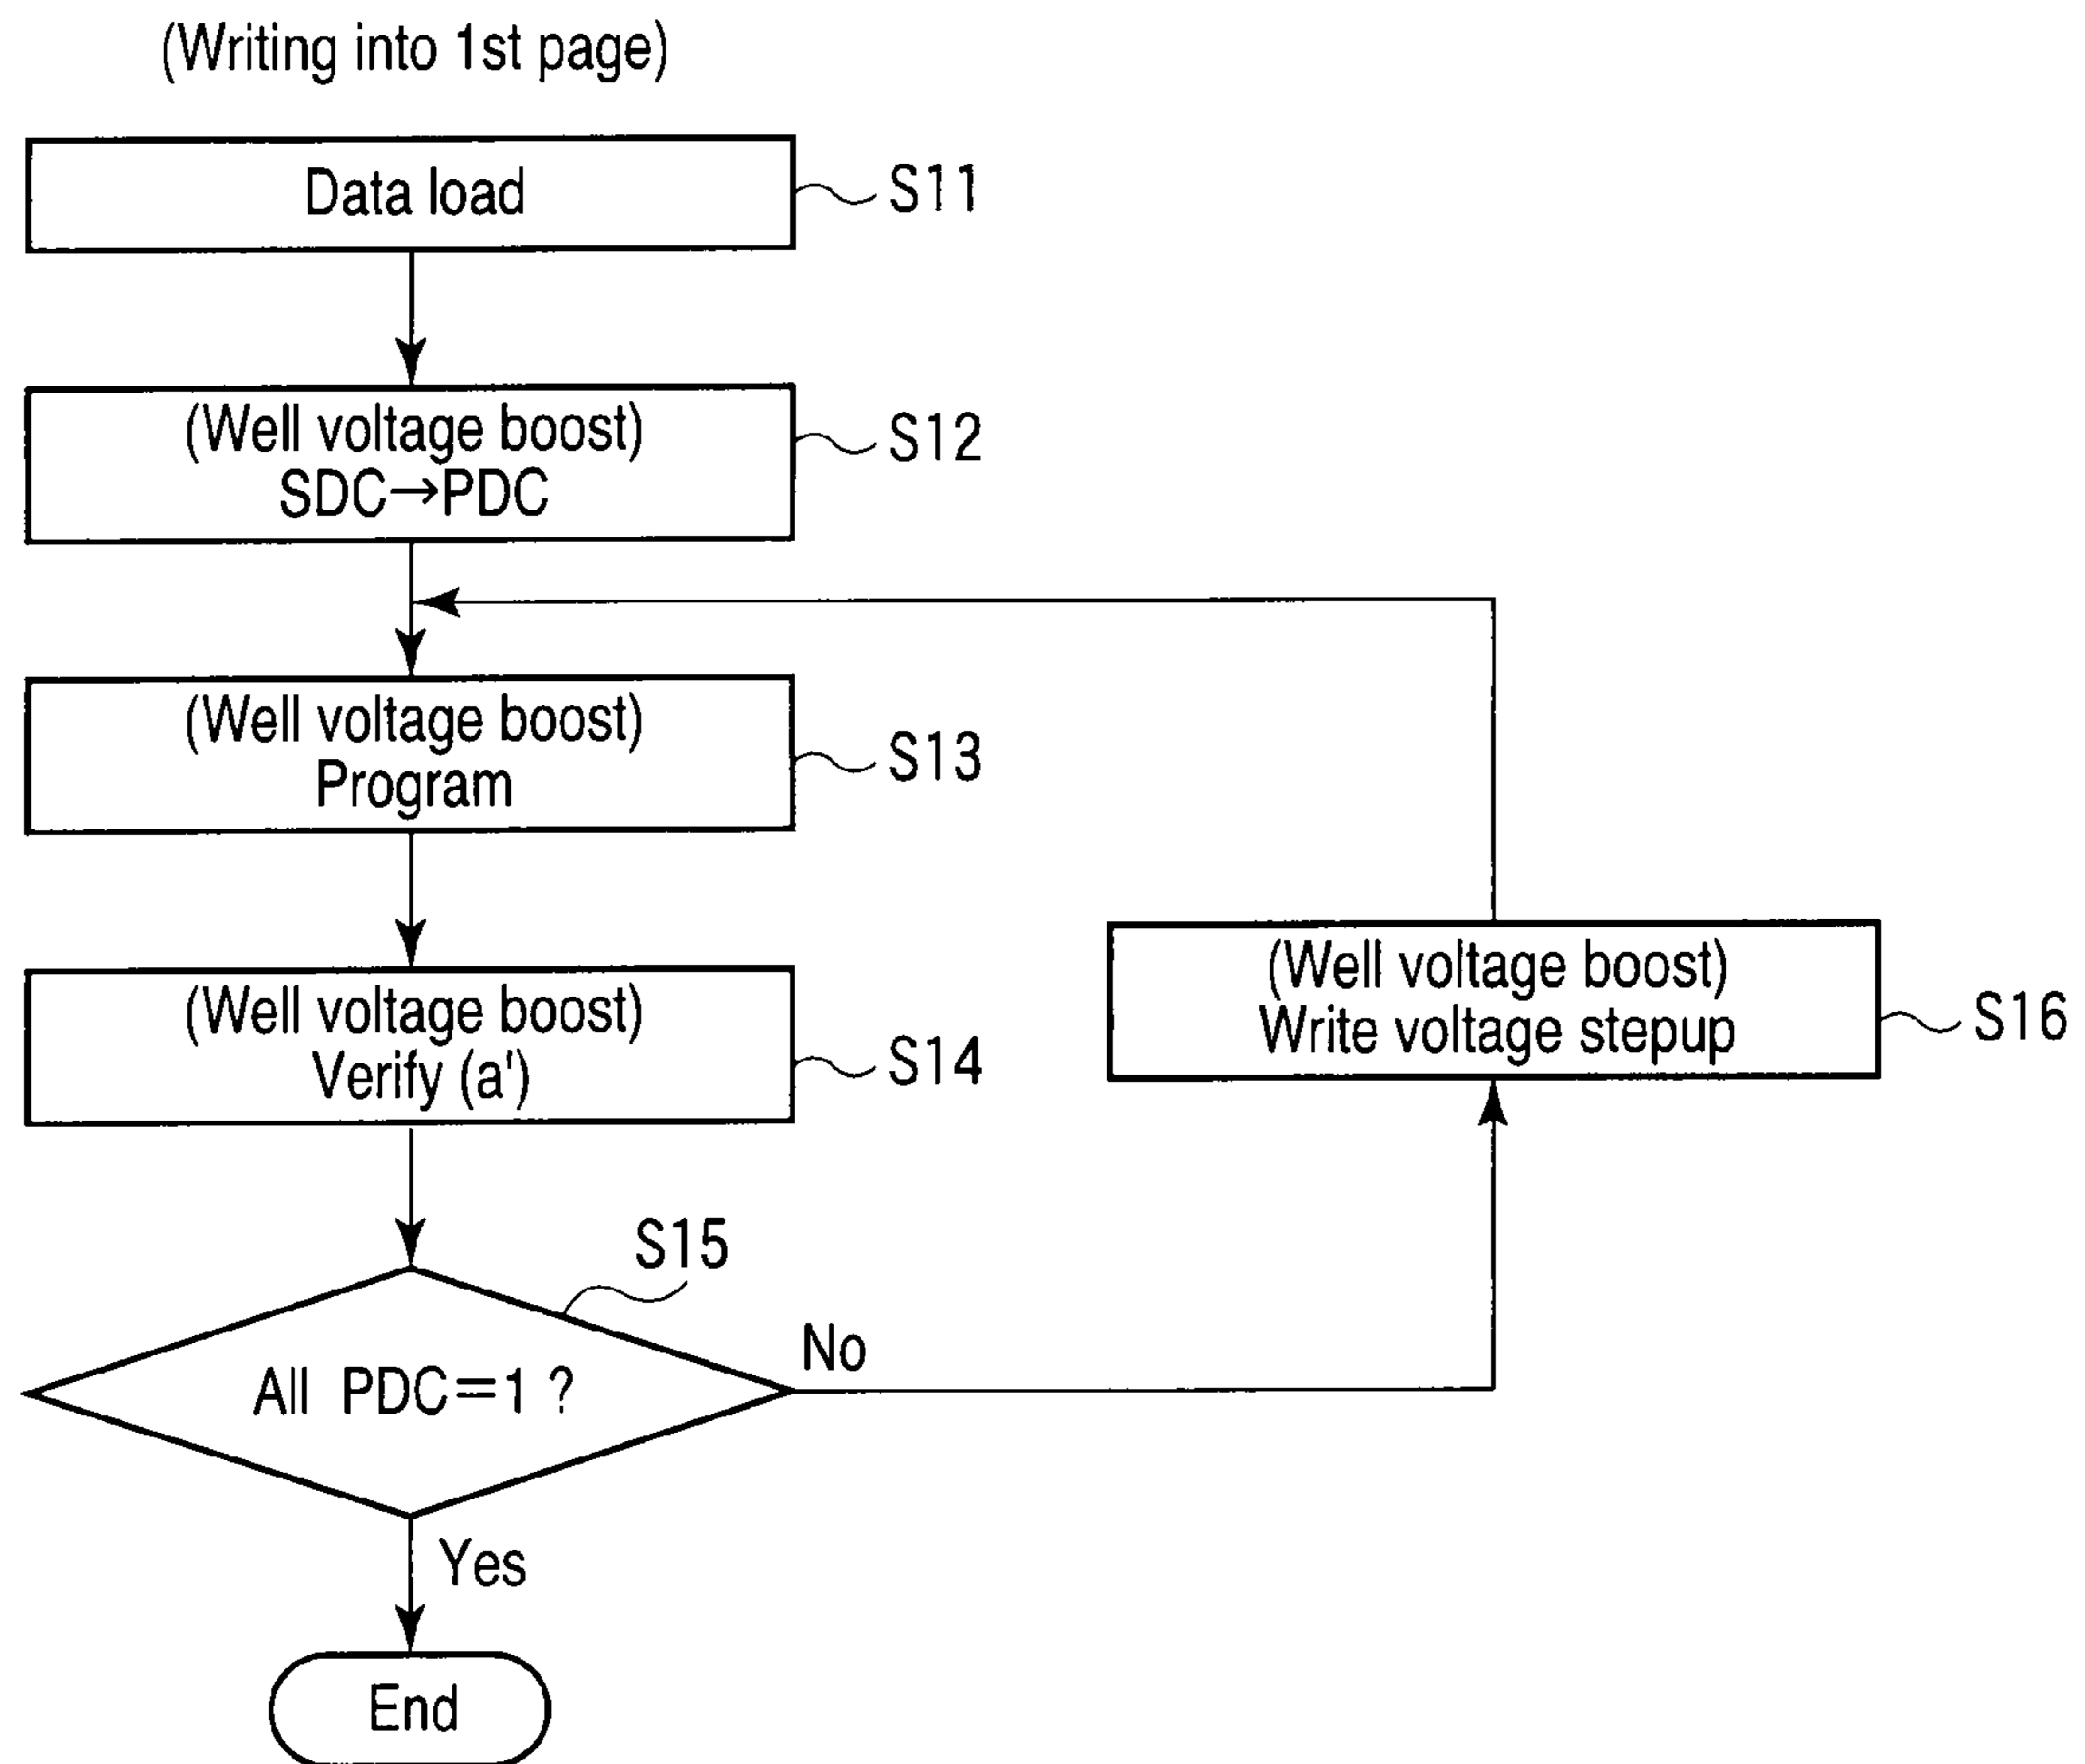 (Writing into 1st page)
Data load
S11
(Well voltage boost)
SDC→PDC
S12
(Well voltage boost)
Program
S13
(Well voltage boost)
Verify (a')
S14
(Well voltage boost)
Write voltage stepup
S16
S15
All PDC=1 ?
No
Yes
End